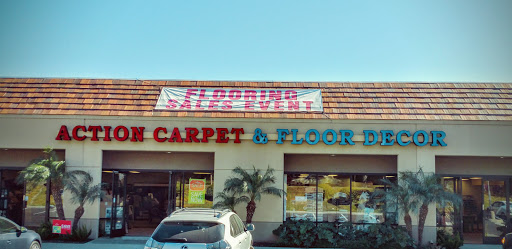 FLOORING
SALES EVENT
ACTION CARPET & FLOOR DECOR